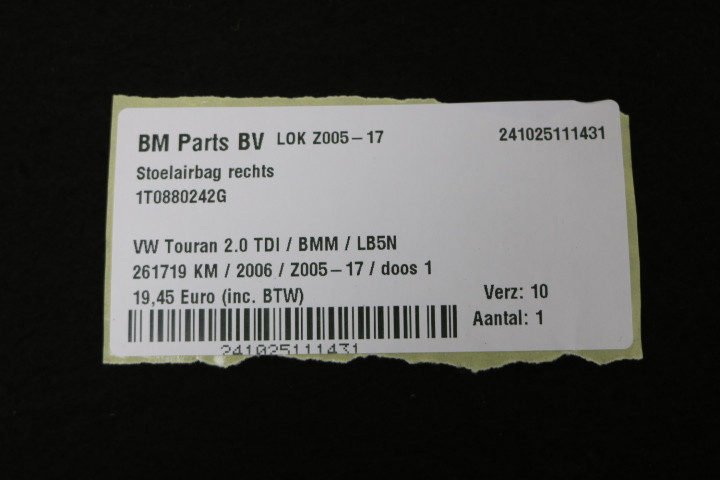 BM Parts BV LOK Z005-17 241025111431
Stoelairbag rechts
1T0880242G
VW Touran 2.0 TDI / BMM / LB5N
261719 KM / 2006 / Z005-17 / doos 1
19,45 Euro (inc. BTW) Verz: 10
Aantal: 1
241025111431